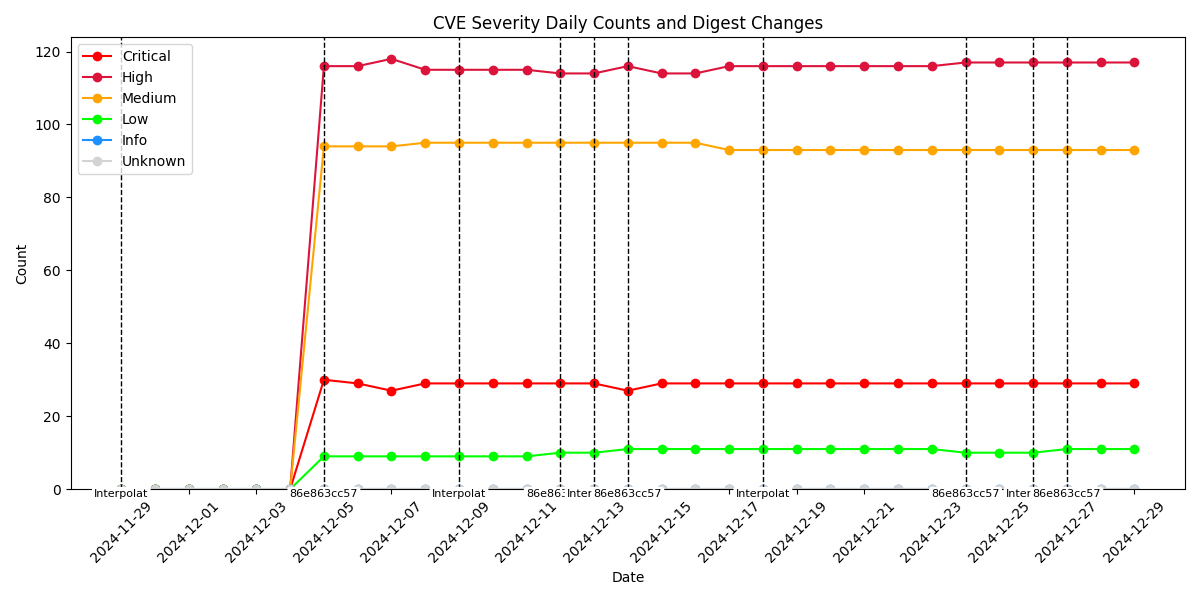 CVE Severity Daily Counts and Digest Changes
Critical
High
Medium
Low
Info
Unknown
120
100
80
60
40
20
0
Count
Interpolat
86e863cc57
Interpolat
86e863
Inter
86e863cc57
Interpolat
86e863cc57
Inter
86e863cc57
2024-11-29
2024-12-01
2024-12-03
2024-12-05
2024-12-07
2024-12-09
2024-12-11
2024-12-13
2024-12-15
2024-12-17
2024-12-19
2024-12-21
2024-12-23
2024-12-25
2024-12-27
2024-12-29
Date